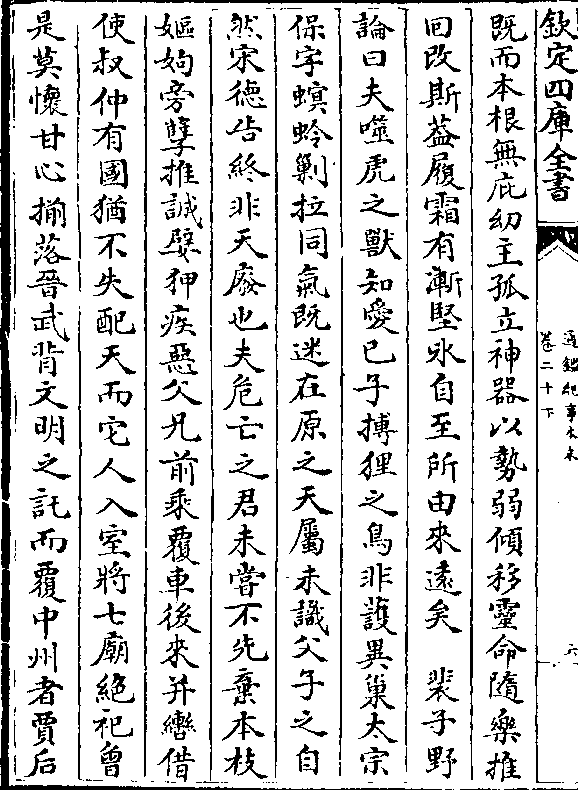 欽定四庫全書
通鑑紀事本末
卷二十下
六
既而本根無庇幼主孤立神器以勢弱傾移靈命隨樂推
回改斯葢履霜有漸堅氷自至所由來遠矣　裴子野
論曰夫噬虎之獸知愛己子搏狸之鳥非護異巢太宗
保字螟蛉剿拉同氣既迷在原之天屬未識父子之自
然宋德告終非天廢也夫危亡之君未嘗不先棄本枝
嫗姁旁孽推誠嬖狎疾惡父兄前乘覆車後來并轡借
使叔仲有國猶不失配天而它人入室將七廟絶祀曾
是莫懷甘心揃落晉武背文明之託而覆中州者賈后